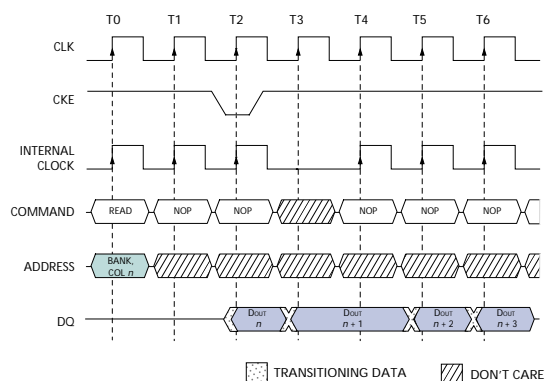 T0 T1 T2 T3 T4 T5 T6
CLK
CKE
INTERNAL
CLOCK
COMMAND READ NOP NOP NOP NOP NOP
ADDRESS BANK,
COL n
DQ DOUT DOUT DOUT DOUT
n n + 1 n + 2 n + 3
TRANSITIONING DATA DON'T CARE